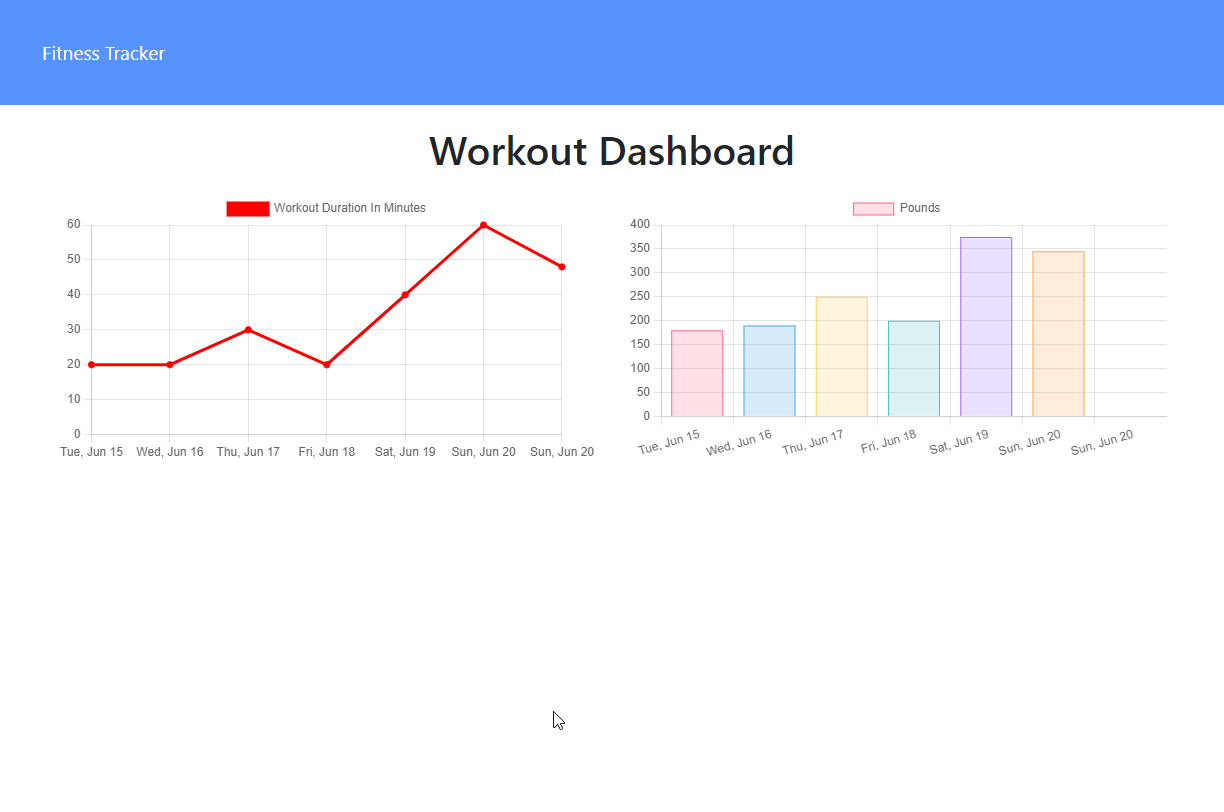 Fitness Tracker
Workout Dashboard
Workout Duration In Minutes
60
50
40
30
20
10
0
Tue, Jun 15 Wed, Jun 16 Thu, Jun 17 Fri, Jun 18 Sat, Jun 19 Sun, Jun 20 Sun, Jun 20
Pounds
400
350
300
250
200
150
100
50
0
Tue, Jun 15 Wed, Jun 16 Thu, Jun 17 Fri, Jun 18 Sat, Jun 19 Sun, Jun 20 Sun, Jun 20